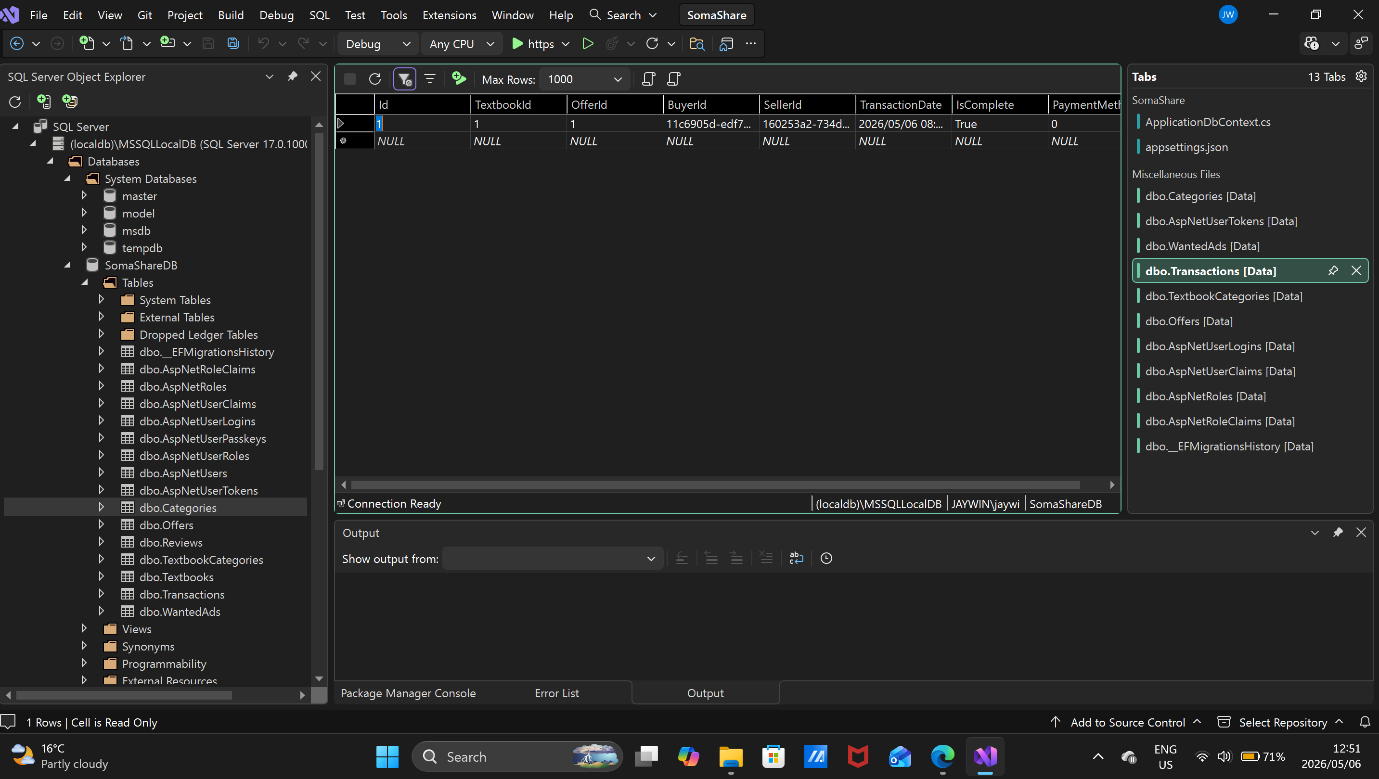 File Edit View Git Project Build Debug SQL Test Tools Extensions Window Help Search SomaShare JW
Debug Any CPU https
SQL Server Object Explorer
SQL Server
(localdb)\MSSQLLocalDB (SQL Server 17.0.1000
Databases
System Databases
master
model
msdb
tempdb
SomaShareDB
Tables
System Tables
External Tables
Dropped Ledger Tables
dbo.__EFMigrationsHistory
dbo.AspNetRoleClaims
dbo.AspNetRoles
dbo.AspNetUserClaims
dbo.AspNetUserLogins
dbo.AspNetUserPasskeys
dbo.AspNetUserRoles
dbo.AspNetUsers
dbo.AspNetUserTokens
dbo.Categories
dbo.Offers
dbo.Reviews
dbo.TextbookCategories
dbo.Textbooks
dbo.Transactions
dbo.WantedAds
Views
Synonyms
Programmability
External Resources
Max Rows: 1000
Id TextbookId OfferId BuyerId SellerId TransactionDate IsComplete PaymentMeth
1 1 1 11c6905d-edf7... 160253a2-734d... 2026/05/06 08:... True 0
NULL NULL NULL NULL NULL NULL NULL NULL
Connection Ready (localdb)\MSSQLLocalDB JAYWIN\jaywi SomaShareDB
Tabs 13 Tabs
SomaShare
ApplicationDbContext.cs
appsettings.json
Miscellaneous Files
dbo.Categories [Data]
dbo.AspNetUserTokens [Data]
dbo.WantedAds [Data]
dbo.Transactions [Data]
dbo.TextbookCategories [Data]
dbo.Offers [Data]
dbo.AspNetUserLogins [Data]
dbo.AspNetUserClaims [Data]
dbo.AspNetRoles [Data]
dbo.AspNetRoleClaims [Data]
dbo.__EFMigrationsHistory [Data]
Output
Show output from:
Package Manager Console Error List Output
1 Rows | Cell is Read Only Add to Source Control Select Repository
16°C
Partly cloudy
Search
ENG
US
71%
12:51
2026/05/06